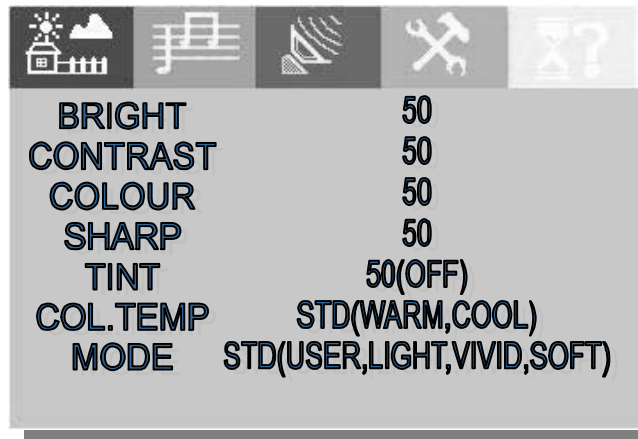 BRIGHT 50
CONTRAST 50
COLOUR 50
SHARP 50
TINT 50(OFF)
COL.TEMP STD(WARM,COOL)
MODE STD(USER,LIGHT,VIVID,SOFT)